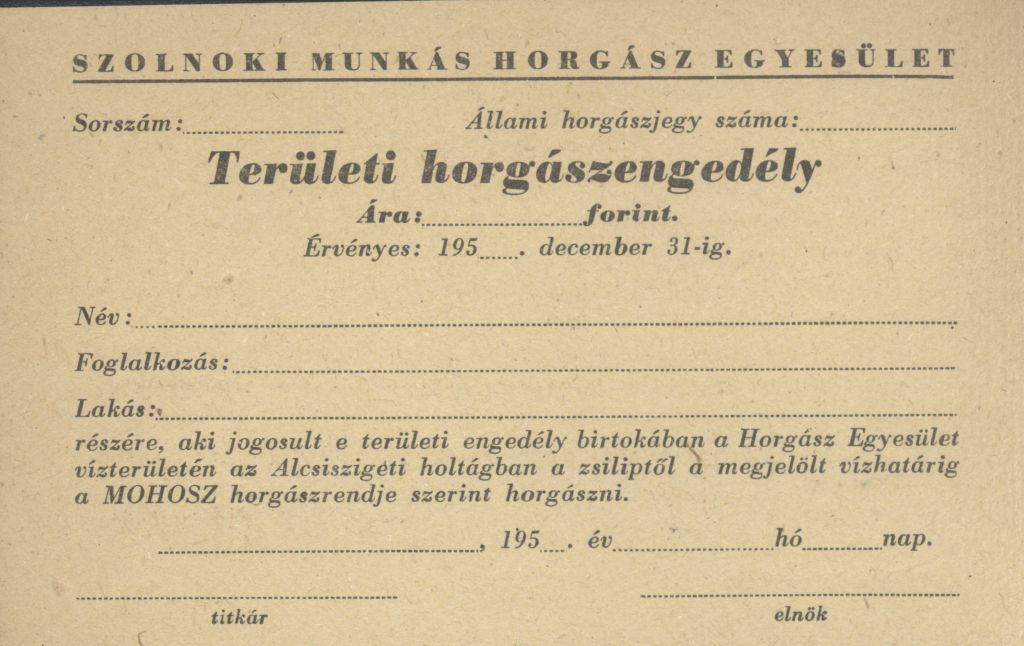 SZOLNOKI MUNKÁS HORGÁSZ EGYESÜLET
Sorszám:.............. Állami horgászjegy száma:..............
Területi horgászengedély
Ára:..............forint.
Érvényes: 195...... december 31-ig.
Név:..............
Foglalkozás:..............
Lakás:..............
részére, aki jogosult e területi engedély birtokában a Horgász Egyesület
vízterületén az Alcsiszigeti holtágban a zsiliptől a megjelölt vízhatárig
a MOHOSZ horgászrendje szerint horgászni.
.............., 195..... év..............hó..........nap.
titkár elnök